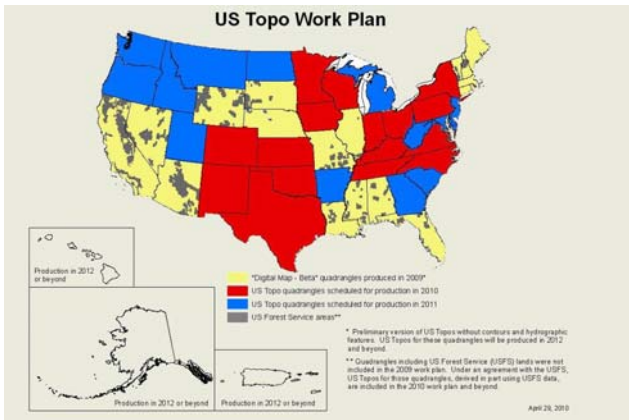 US Topo Work Plan
Production in 2012
or beyond
Production in 2012 or beyond
Production in 2012 or beyond
"Digital Map - Beta" quadrangles produced in 2009*
US Topo quadrangles scheduled for production in 2010
US Topo quadrangles scheduled for production in 2011
US Forest Service areas**
* Preliminary version of US Topos without contours and hydrographic
features. US Topos for these quadrangles will be produced in 2012
and beyond.
** Quadrangles including US Forest Service (USFS) lands were not
included in the 2009 work plan. Under an agreement with the USFS,
US Topos for those quadrangles, derived in part using USFS data,
are included in the 2010 work plan and beyond.
April 29, 2010